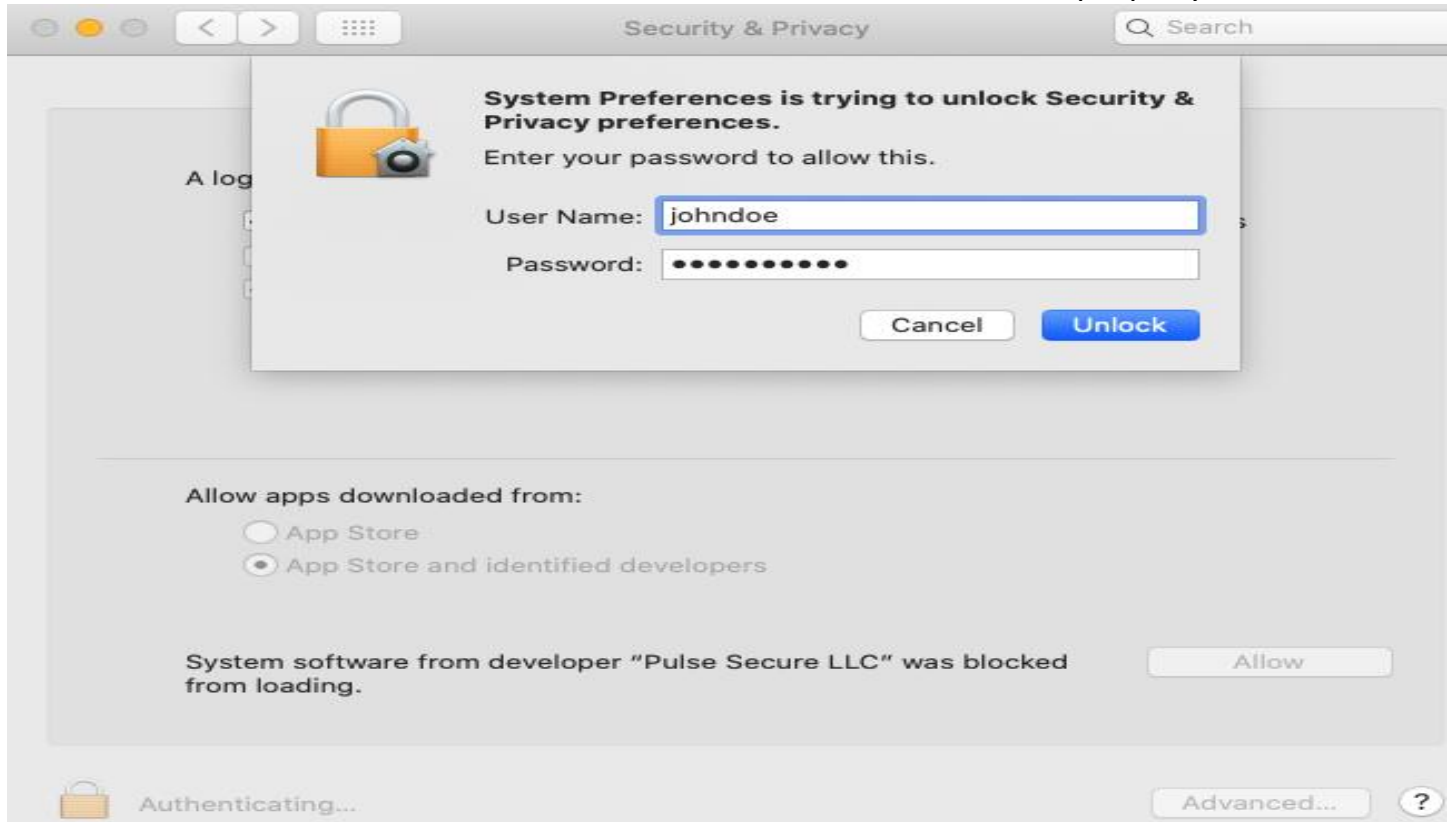 Security & Privacy
Search
System Preferences is trying to unlock Security &
Privacy preferences.
Enter your password to allow this.
A log
User Name: johndoe
s
Password: ●●●●●●●●●●
Cancel
Unlock
Allow apps downloaded from:
App Store
App Store and identified developers
System software from developer “Pulse Secure LLC” was blocked
from loading.
Allow
Authenticating...
Advanced...
?